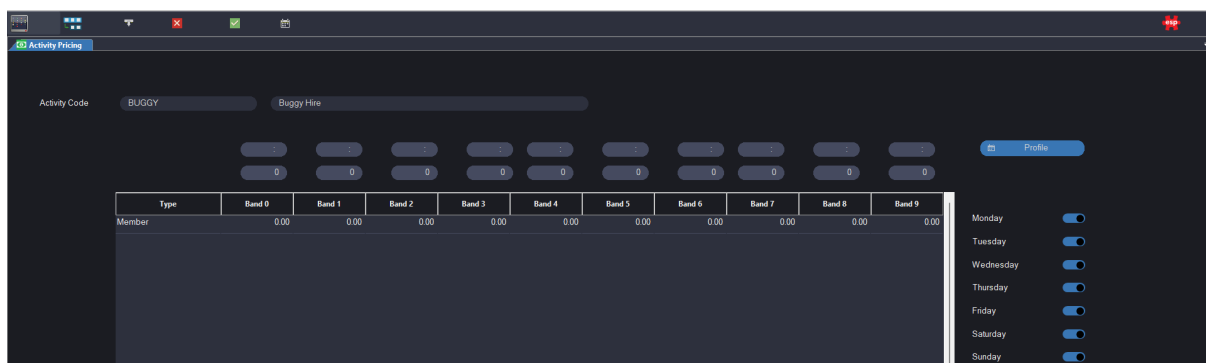 esp
Activity Pricing
Activity Code BUGGY Buggy Hire
: : : : : : : : : : Profile
0 0 0 0 0 0 0 0 0 0
Type Band 0 Band 1 Band 2 Band 3 Band 4 Band 5 Band 6 Band 7 Band 8 Band 9
Member 0.00 0.00 0.00 0.00 0.00 0.00 0.00 0.00 0.00 0.00
Monday
Tuesday
Wednesday
Thursday
Friday
Saturday
Sunday